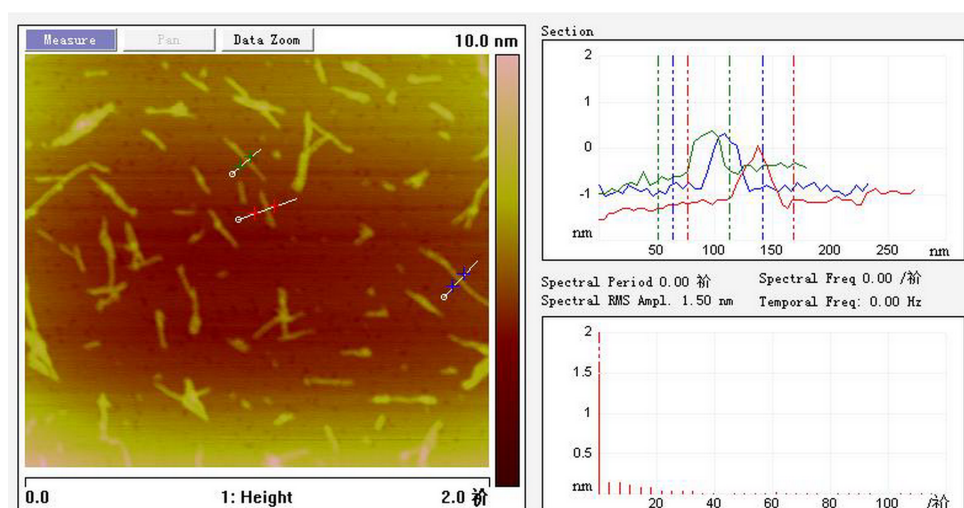 Measure
Pan
Data Zoom
10.0 nm
0.0
1: Height
2.0 祄
Section
2
1
0
-1
nm
50
100
150
200
250
nm
Spectral Period 0.00 祄
Spectral Freq 0.00 /祄
Spectral RMS Ampl. 1.50 nm
Temporal Freq: 0.00 Hz
2
1.5
1
0.5
nm
20
40
60
80
100
/祄